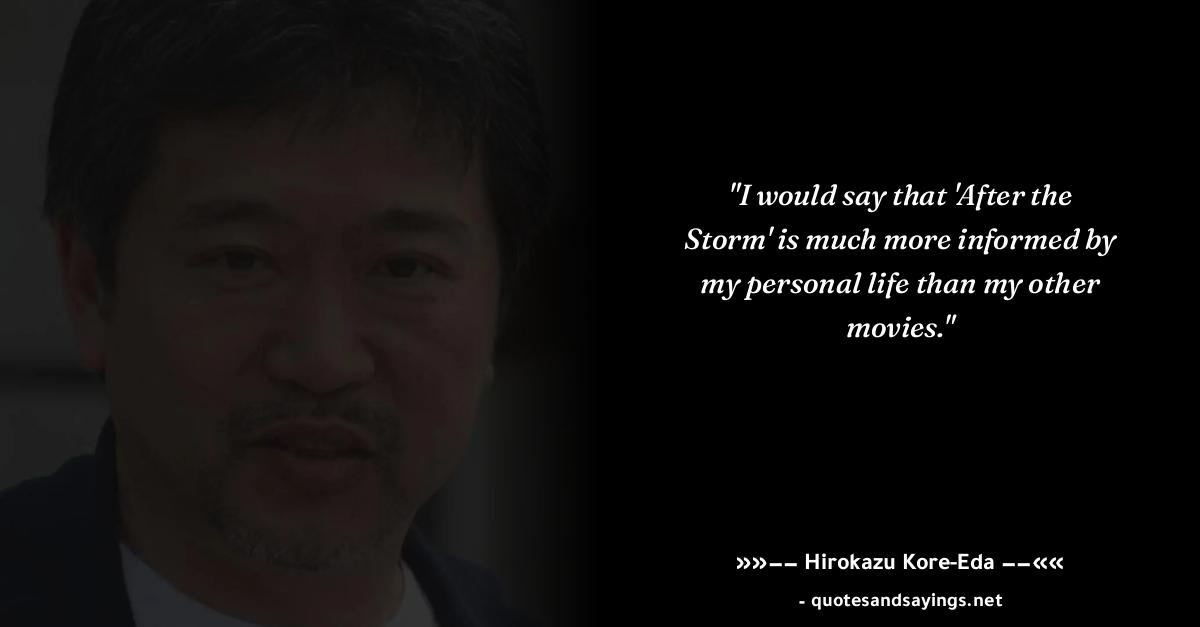 "I would say that 'After the
Storm' is much more informed by
my personal life than my other
movies."
»»–– Hirokazu Kore-Eda ––««
- quotesandsayings.net